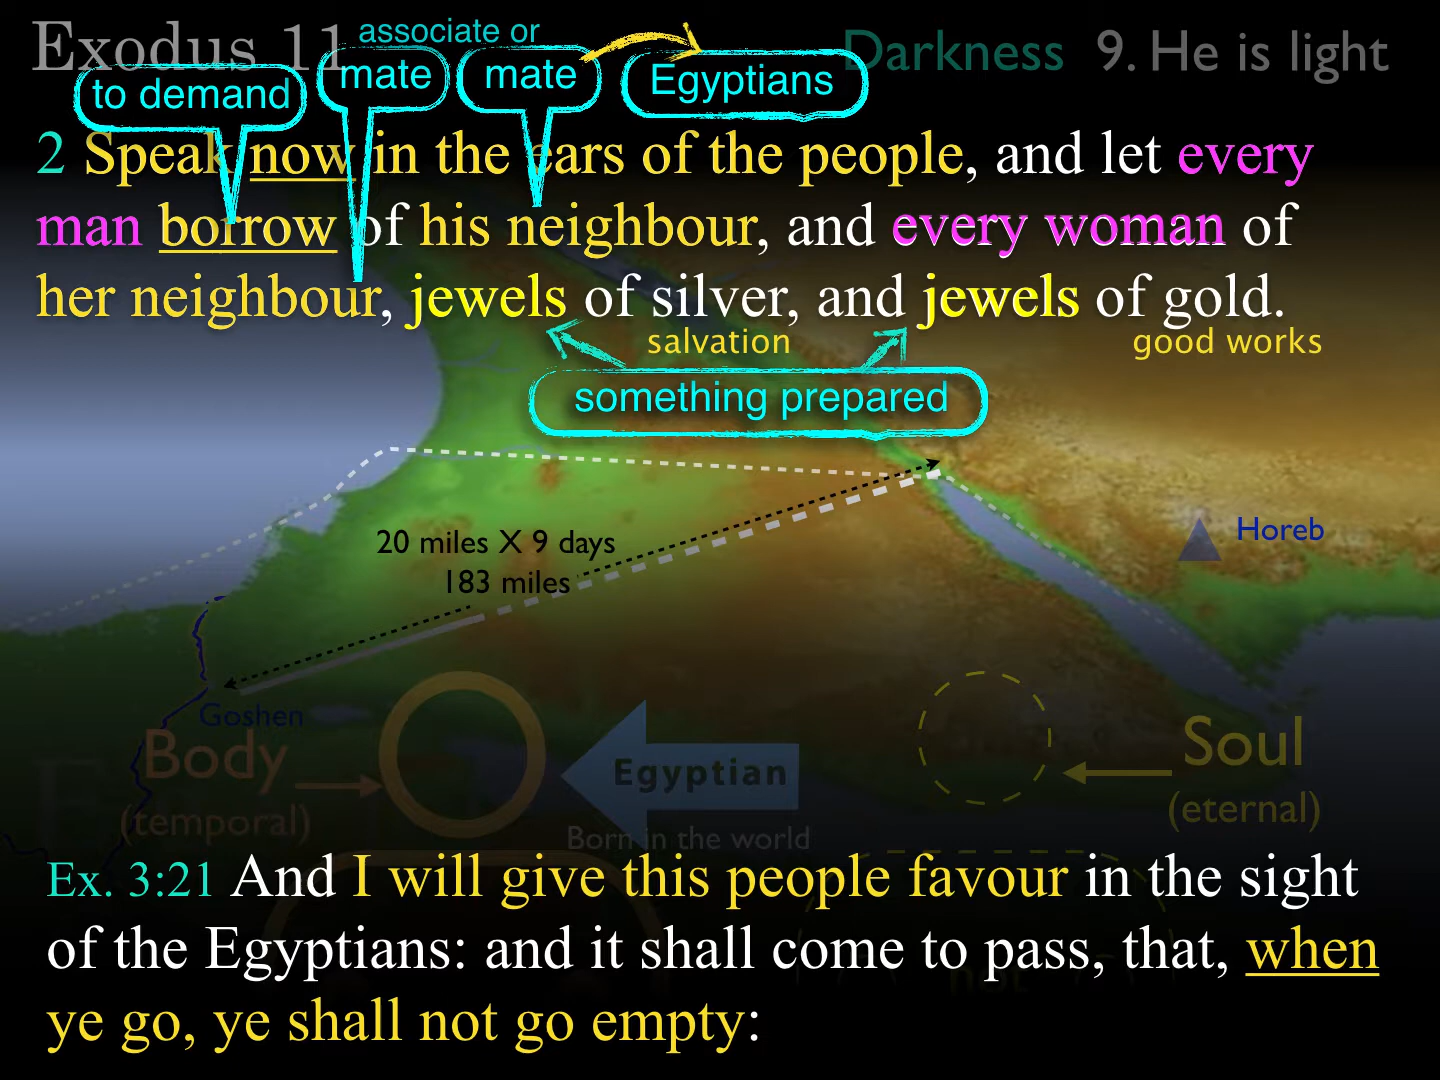 Exodus 11
associate or
Darkness 9. He is light
to demand
mate
mate
Egyptians
2 Speak now in the ears of the people, and let every
man borrow of his neighbour, and every woman of
her neighbour, jewels of silver, and jewels of gold.
salvation
good works
something prepared
20 miles X 9 days
183 miles
Horeb
Goshen
Body
(temporal)
Egyptian
Born in the world
Soul
(eternal)
Ex. 3:21 And I will give this people favour in the sight
of the Egyptians: and it shall come to pass, that, when
ye go, ye shall not go empty: